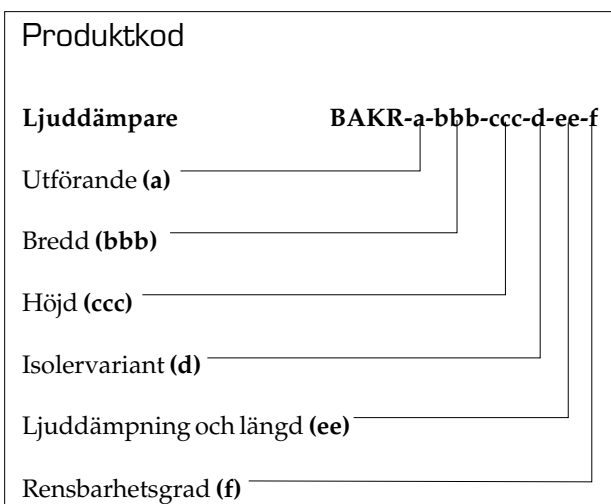 Produktkod
Ljuddämpare BAKR-a-bbb-ccc-d-ee-f
Utförande (a)
Bredd (bbb)
Höjd (ccc)
Isolervariant (d)
Ljuddämpning och längd (ee)
Rensbarhetsgrad (f)